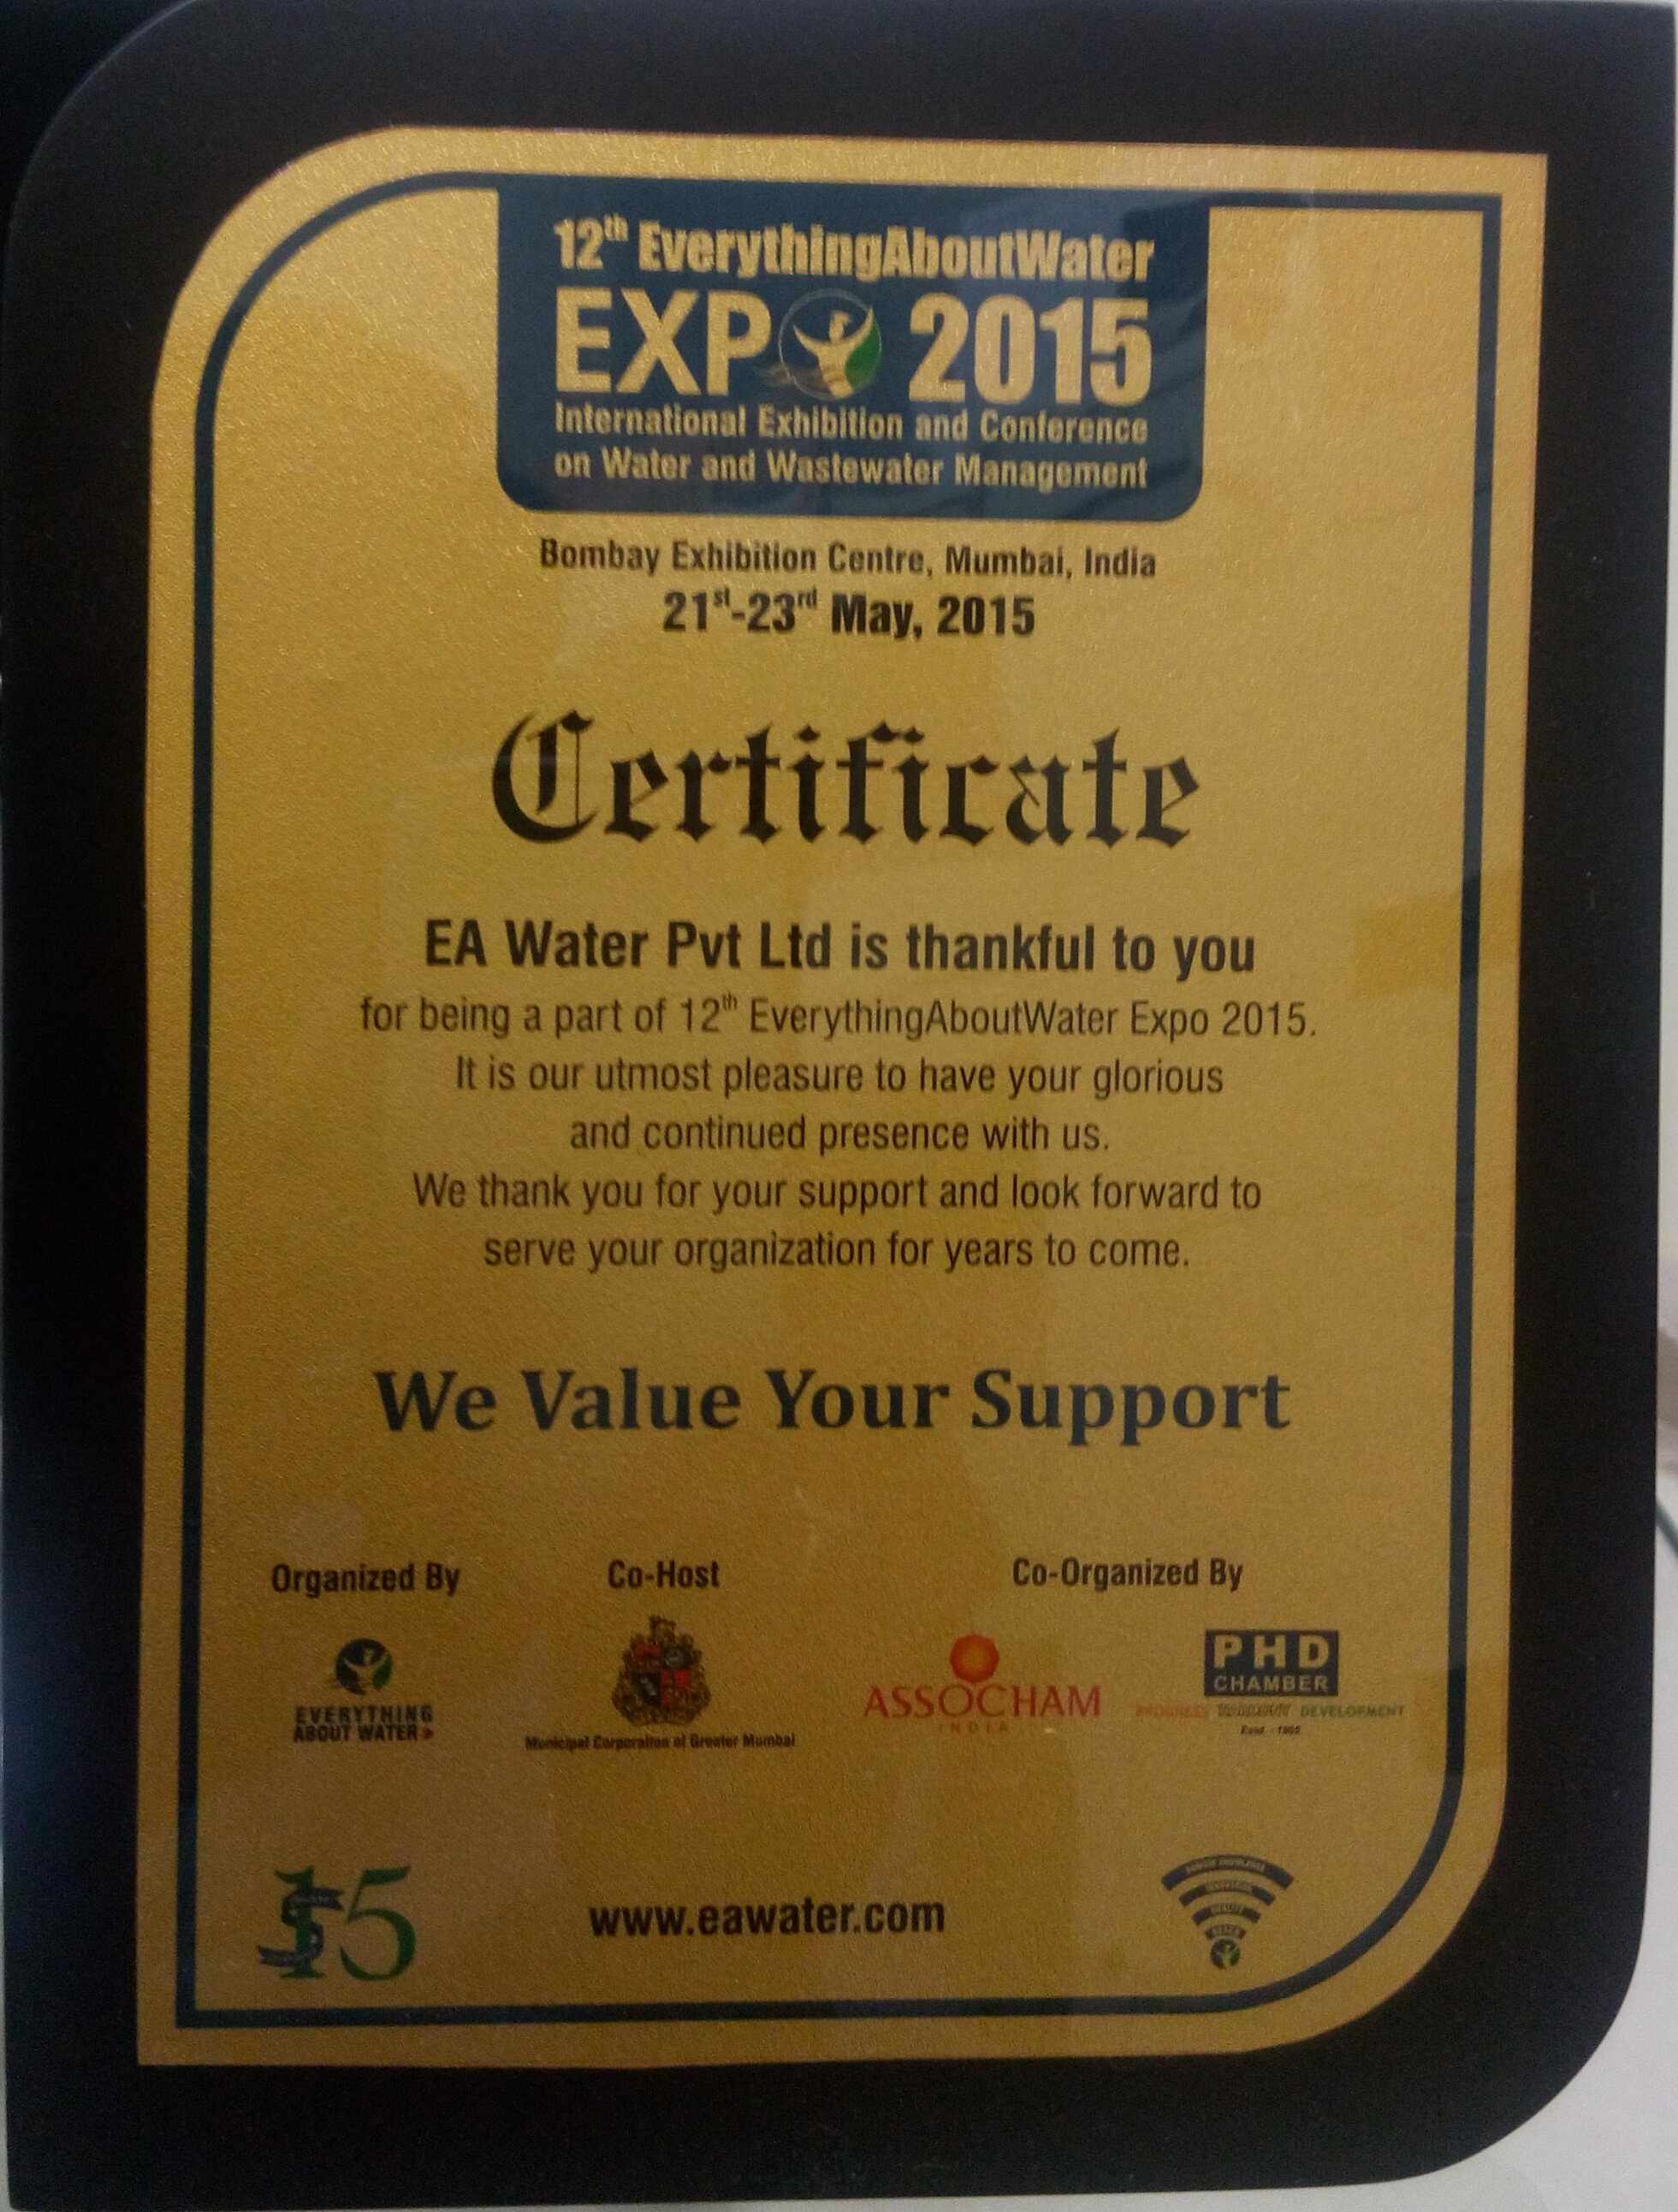 12th EverythingAboutWater
EXPO 2015
International Exhibition and Conference
on Water and Wastewater Management
Bombay Exhibition Centre, Mumbai, India
21st-23rd May, 2015
Certificate
EA Water Pvt Ltd is thankful to you
for being a part of 12th EverythingAboutWater Expo 2015.
It is our utmost pleasure to have your glorious
and continued presence with us.
We thank you for your support and look forward to
serve your organization for years to come.
We Value Your Support
Organized By Co-Host Co-Organized By
EVERYTHING
ABOUT WATER
Municipal Corporation of Greater Mumbai
ASSOCHAM
INDIA
PHD
CHAMBER
DEVELOPMENT
15
www.eawater.com